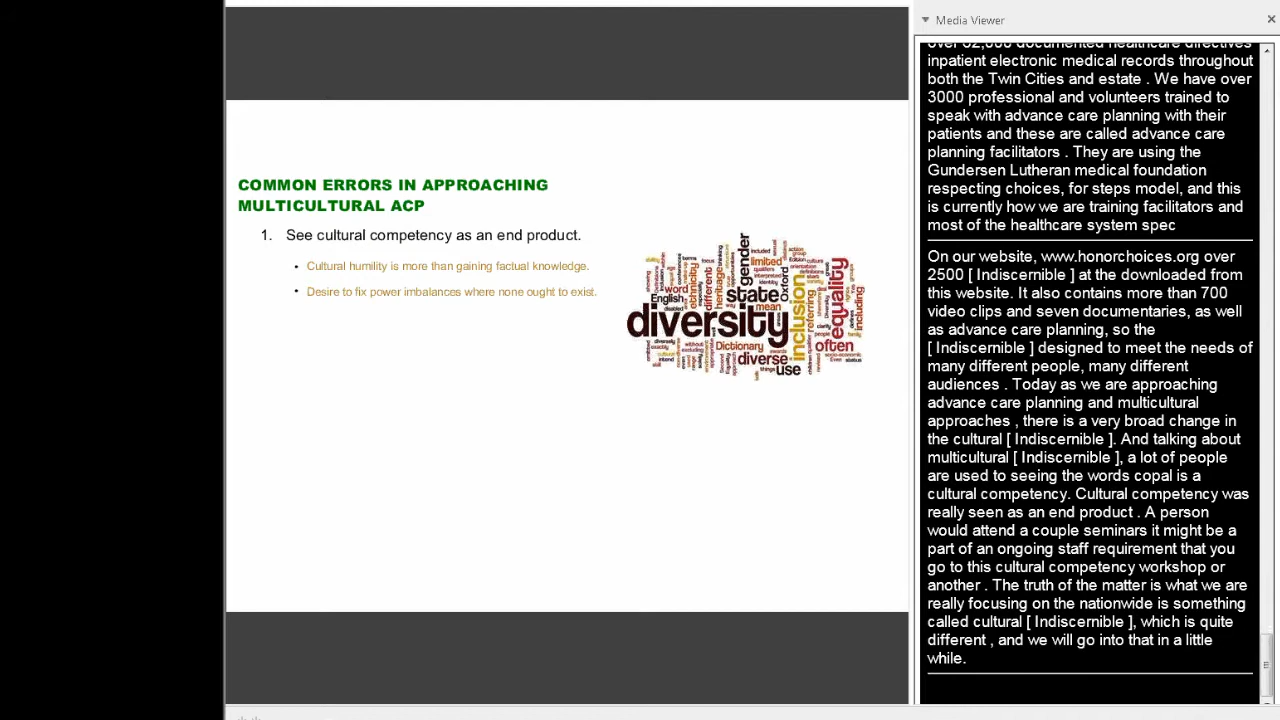 COMMON ERRORS IN APPROACHING
MULTICULTURAL ACP
1. See cultural competency as an end product.
• Cultural humility is more than gaining factual knowledge.
• Desire to fix power imbalances where none ought to exist.
gender
limited
included
word
ethnicity
different
heritage
English
state
mean
Oxford
identity
diversity
inclusion
referring
equality
including
Dictionary
diverse
often
use
without
things
status
Media Viewer
inpatient electronic medical records throughout
both the Twin Cities and estate . We have over
3000 professional and volunteers trained to
speak with advance care planning with their
patients and these are called advance care
planning facilitators . They are using the
Gundersen Lutheran medical foundation
respecting choices, for steps model, and this
is currently how we are training facilitators and
most of the healthcare system spec
On our website, www.honorchoices.org over
2500 [ Indiscernible ] at the downloaded from
this website. It also contains more than 700
video clips and seven documentaries, as well
as advance care planning, so the
[ Indiscernible ] designed to meet the needs of
many different people, many different
audiences . Today as we are approaching
advance care planning and multicultural
approaches , there is a very broad change in
the cultural [ Indiscernible ]. And talking about
multicultural [ Indiscernible ], a lot of people
are used to seeing the words copal is a
cultural competency. Cultural competency was
really seen as an end product . A person
would attend a couple seminars it might be a
part of an ongoing staff requirement that you
go to this cultural competency workshop or
another . The truth of the matter is what we are
really focusing on the nationwide is something
called cultural [ Indiscernible ], which is quite
different , and we will go into that in a little
while.